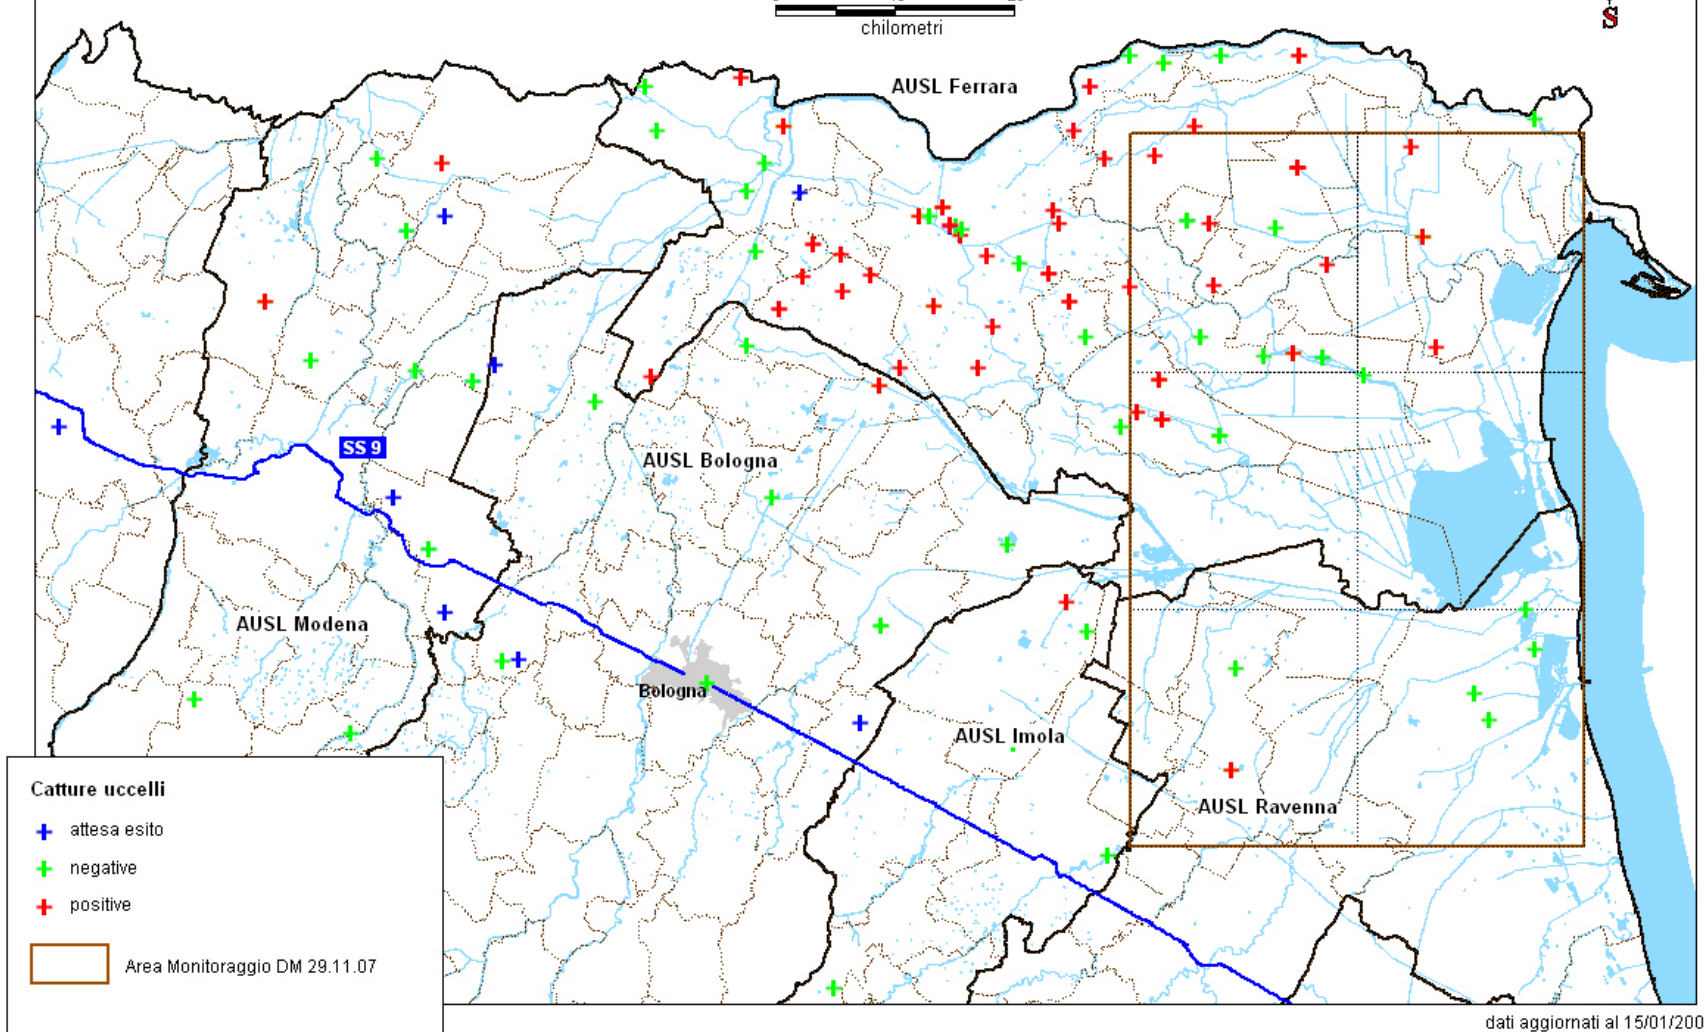 chilometri
S
AUSL Ferrara
SS 9
AUSL Bologna
AUSL Modena
Bologna
AUSL Imola
AUSL Ravenna
Catture uccelli
attesa esito
negative
positive
Area Monitoraggio DM 29.11.07
dati aggiornati al 15/01/200